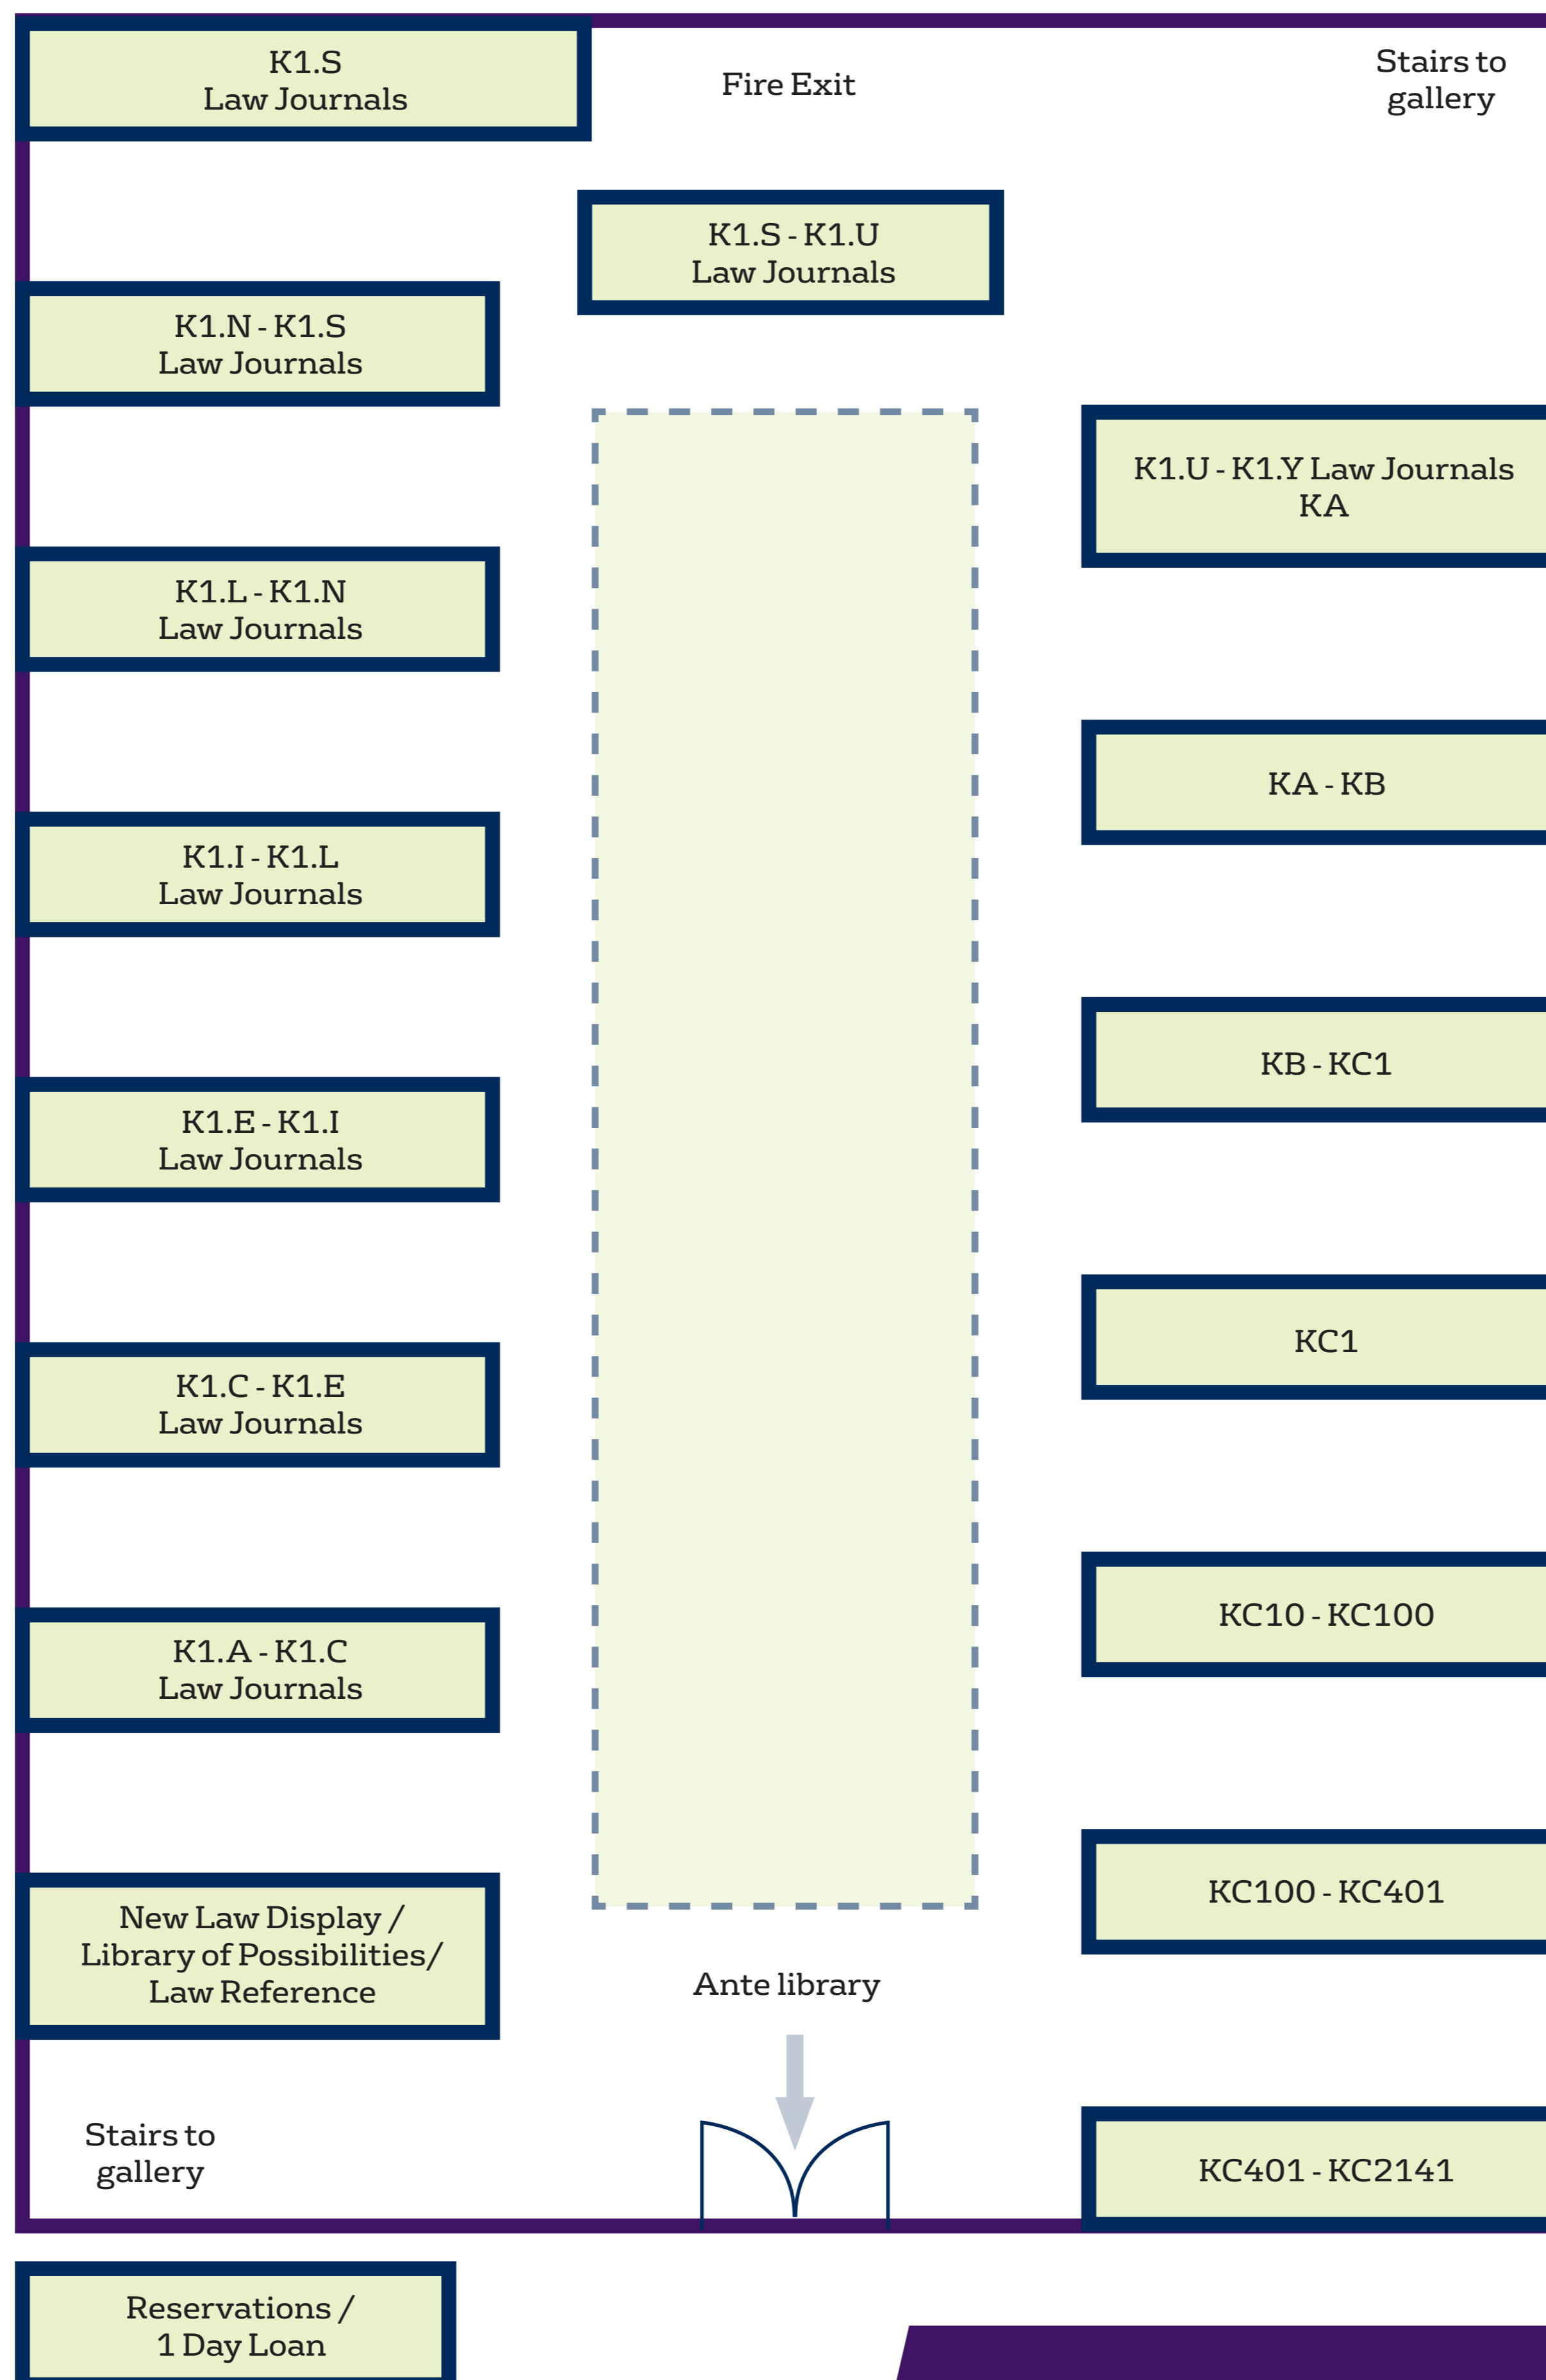 K1.S
Law Journals
Fire Exit
Stairs to
gallery
K1.S - K1.U
Law Journals
K1.N - K1.S
Law Journals
K1.U - K1.Y Law Journals
KA
K1.L - K1.N
Law Journals
KA - KB
K1.I - K1.L
Law Journals
KB - KC1
K1.E - K1.I
Law Journals
KC1
K1.C - K1.E
Law Journals
KC10 - KC100
K1.A - K1.C
Law Journals
KC100 - KC401
New Law Display /
Library of Possibilities/
Law Reference
Ante library
Stairs to
gallery
KC401 - KC2141
Reservations /
1 Day Loan